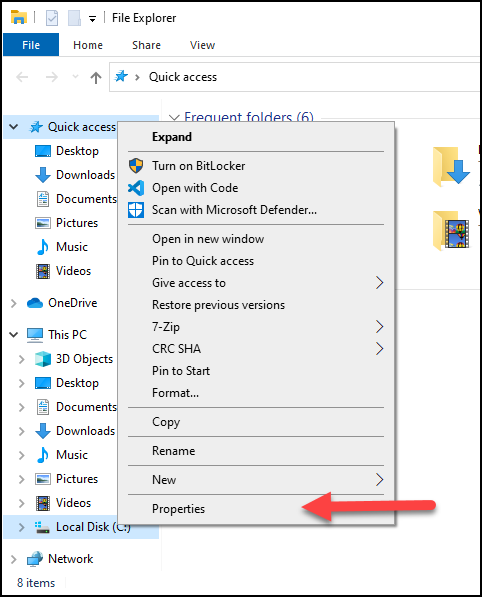 File Explorer
File
Home
Share
View
Quick access
Quick access
Desktop
Downloads
Documents
Pictures
Music
Videos
OneDrive
This PC
3D Objects
Desktop
Documents
Downloads
Music
Pictures
Videos
Local Disk (C:)
Network
8 items
Frequent folders (6)
Expand
Turn on BitLocker
Open with Code
Scan with Microsoft Defender...
Open in new window
Pin to Quick access
Give access to
Restore previous versions
7-Zip
CRC SHA
Pin to Start
Format...
Copy
Rename
New
Properties